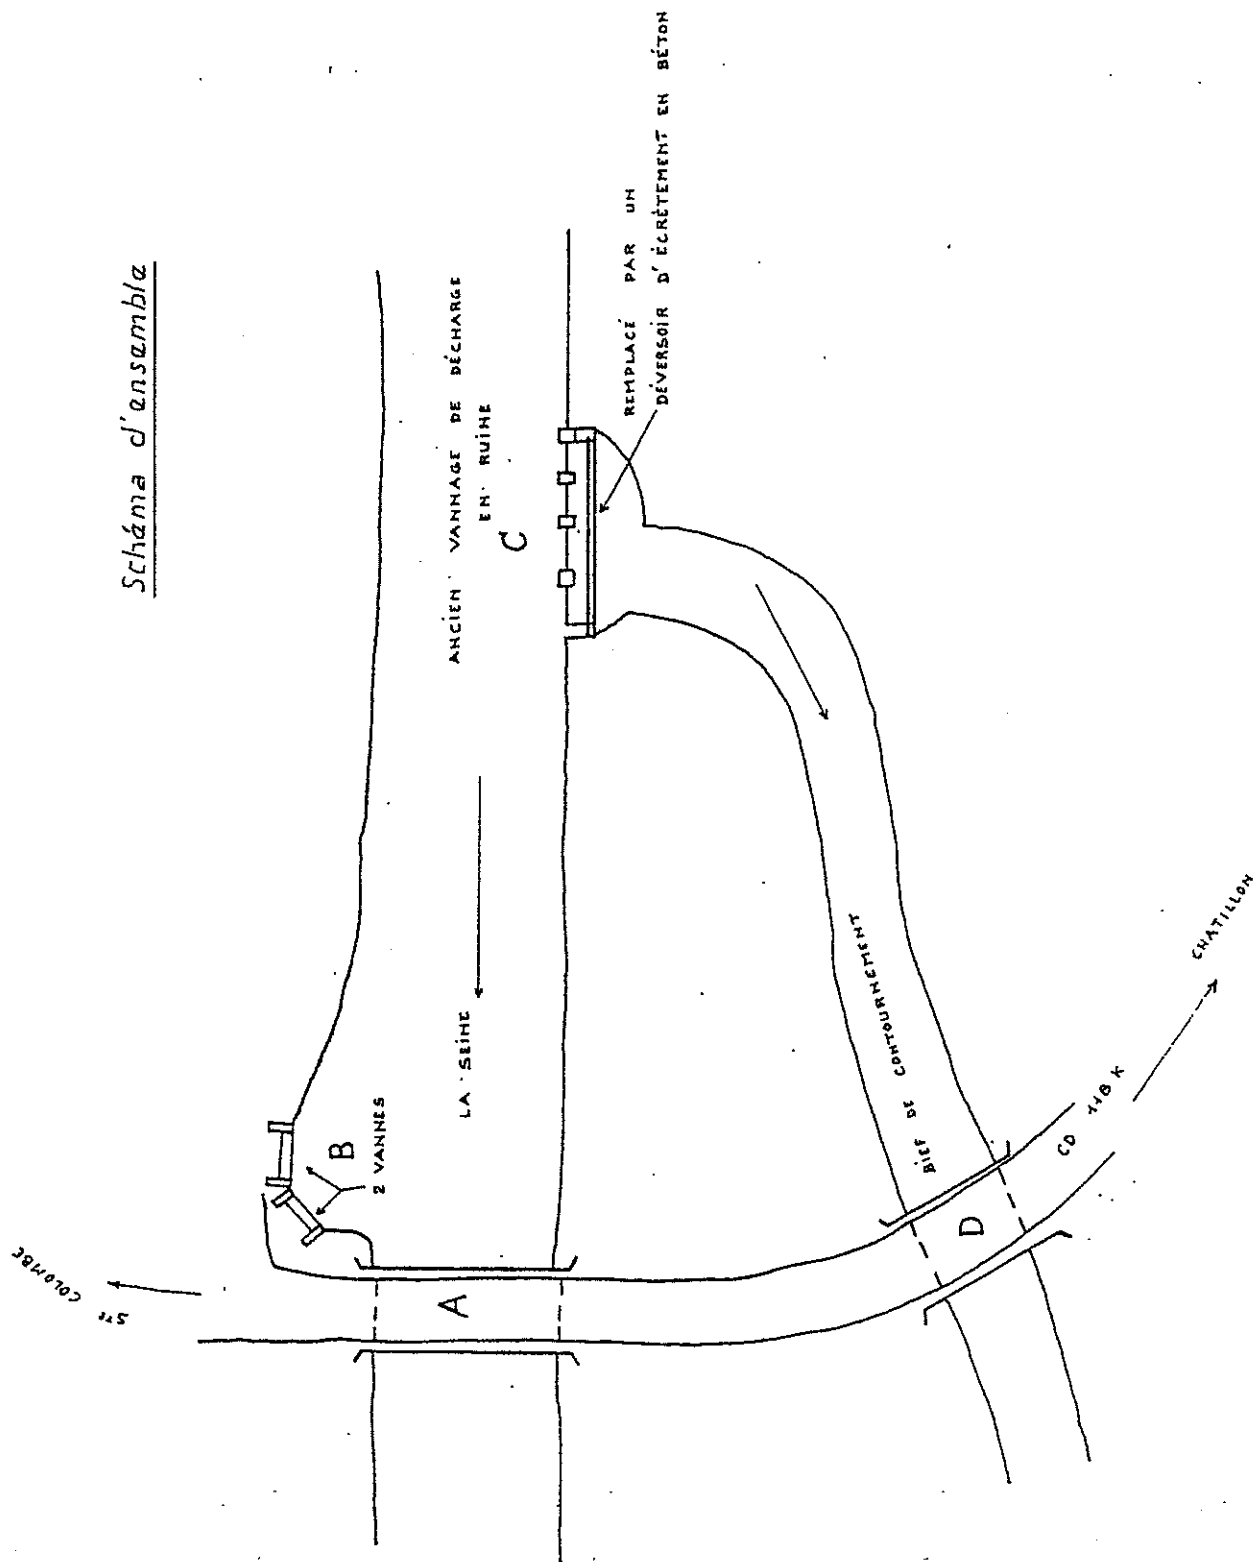 Schéma d'ensemble
ANCIEN VANNAGE DE DÉCHARGE
EN RUINE
C
REMPLACÉ PAR UN
DÉVERSOIR D'ÉCRÈTEMENT EN BÉTON
LA SEINE
B
2 VANNES
STE COLOMBE
A
BIEF DE CONTOURNEMENT
D
CD 118 K
CHATILLON